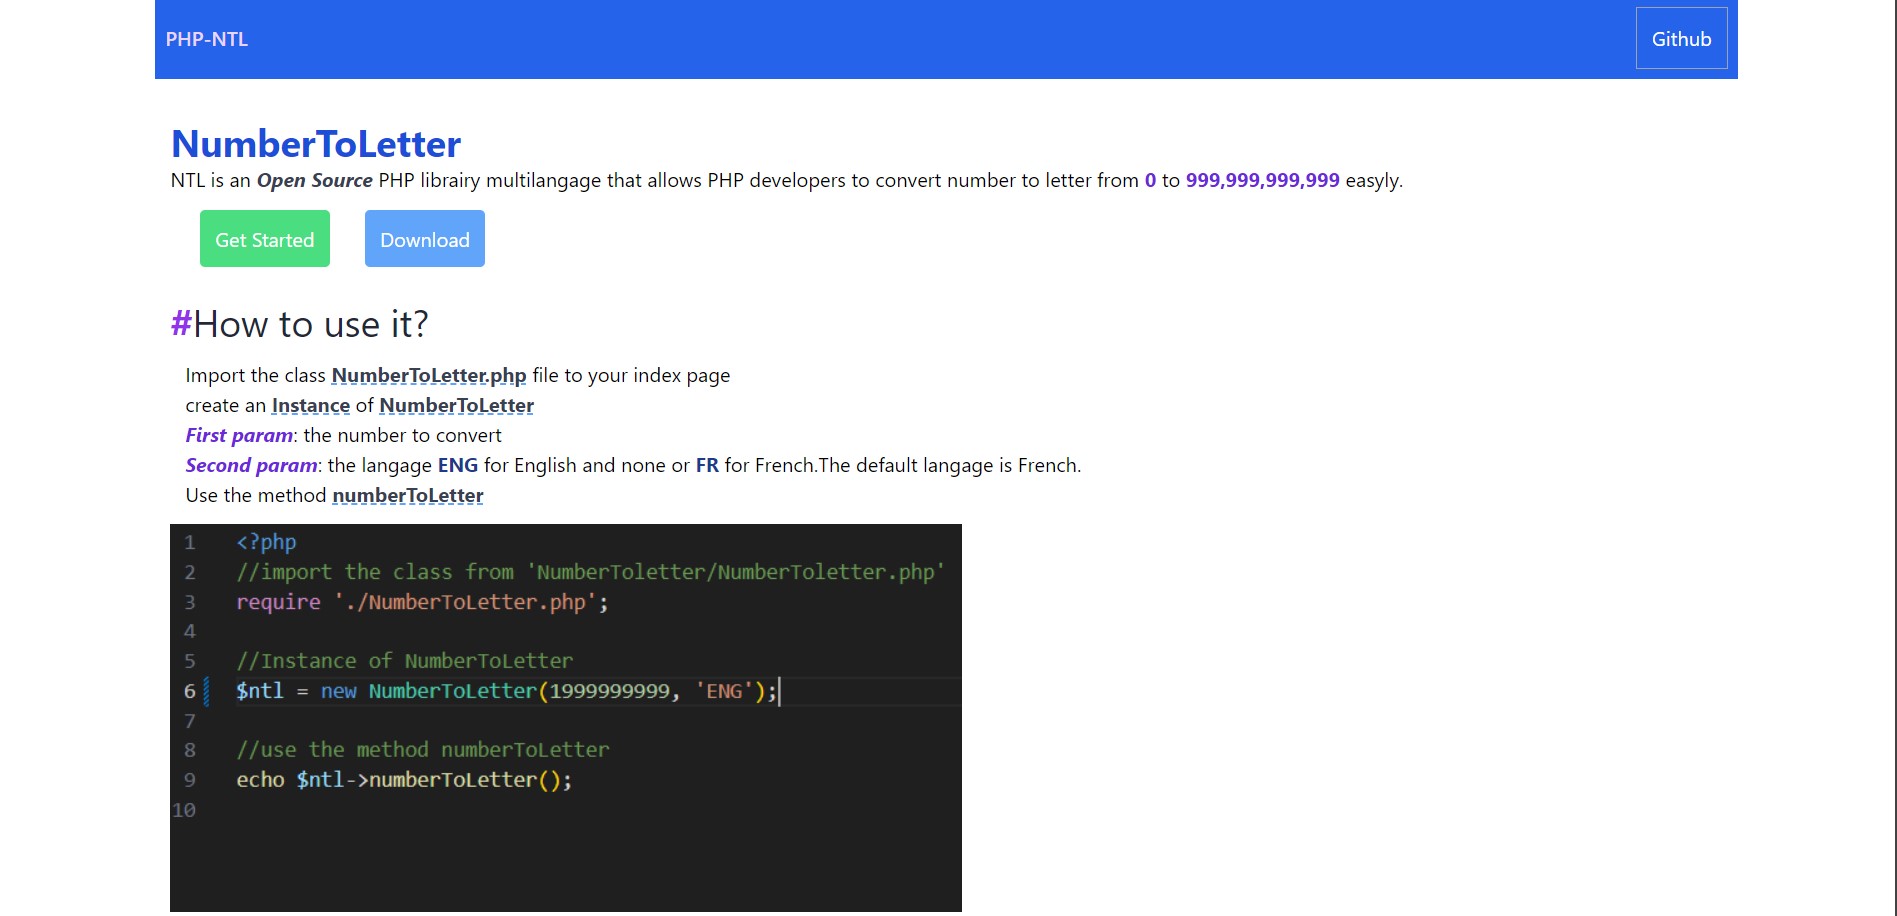 PHP-NTL
Github
NumberToLetter
NTL is an Open Source PHP librairy multilangage that allows PHP developers to convert number to letter from 0 to 999,999,999,999 easyly.
Get Started
Download
#How to use it?
Import the class NumberToLetter.php file to your index page
create an Instance of NumberToLetter
First param: the number to convert
Second param: the langage ENG for English and none or FR for French.The default langage is French.
Use the method numberToLetter
1 <?php
2 //import the class from 'NumberToletter/NumberToletter.php'
3 require './NumberToLetter.php';
4
5 //Instance of NumberToLetter
6 $ntl = new NumberToLetter(1999999999, 'ENG');
7
8 //use the method numberToLetter
9 echo $ntl->numberToLetter();
10